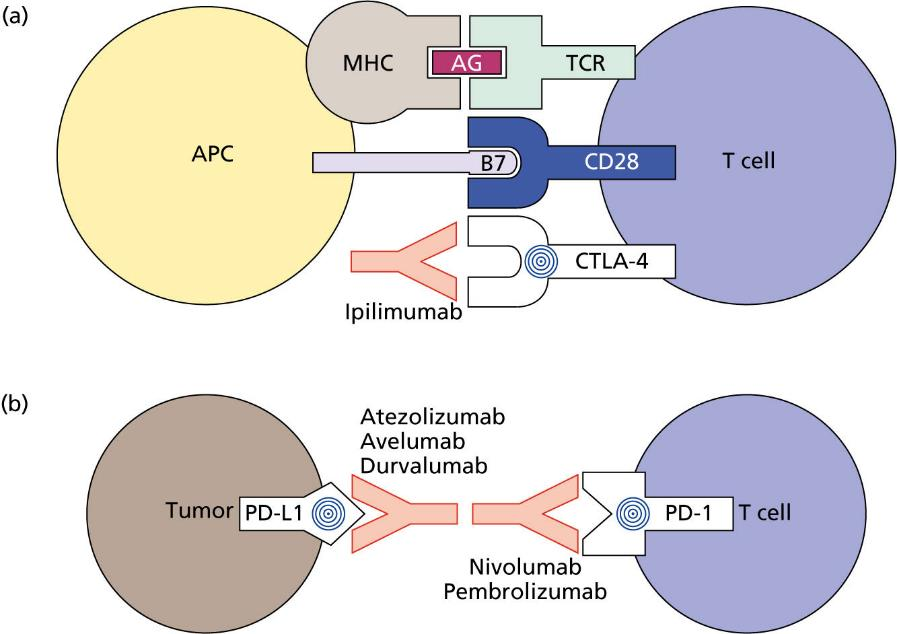 (a)
MHC
AG
TCR
APC
B7
CD28
T cell
CTLA-4
Ipilimumab
(b)
Atezolizumab
Avelumab
Durvalumab
Tumor
PD-L1
PD-1
T cell
Nivolumab
Pembrolizumab